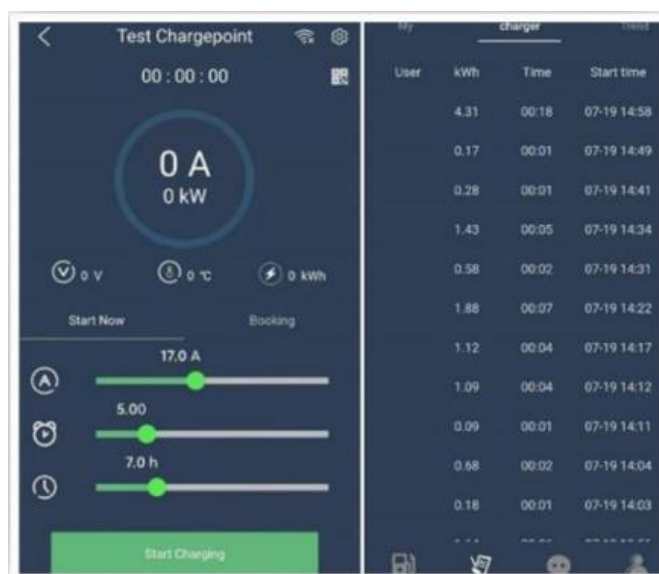 Test Chargepoint
00 : 00 : 00
0 A
0 kW
0 V
0 ℃
0 kWh
Start Now
Booking
17.0 A
5.00
7.0 h
Start Charging
My
charger
Trend
User kWh Time Start time
4.31 00:18 07-19 14:58
0.17 00:01 07-19 14:49
0.28 00:01 07-19 14:41
1.43 00:05 07-19 14:34
0.58 00:02 07-19 14:31
1.88 00:07 07-19 14:22
1.12 00:04 07-19 14:17
1.09 00:04 07-19 14:12
0.09 00:01 07-19 14:11
0.68 00:02 07-19 14:04
0.18 00:01 07-19 14:03